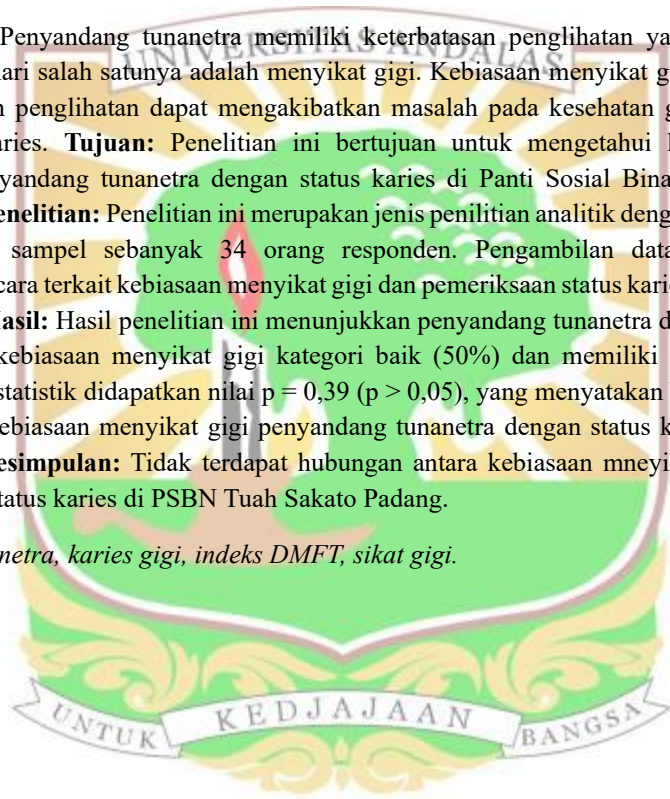 Penyandang tunanetra memiliki keterbatasan penglihatan ya
UNIVERSITAS ANDALAS
ari salah satunya adalah menyikat gigi. Kebiasaan menyikat g
n penglihatan dapat mengakibatkan masalah pada kesehatan g
aries. Tujuan: Penelitian ini bertujuan untuk mengetahui
yandang tunanetra dengan status karies di Panti Sosial Bina
enelitian: Penelitian ini merupakan jenis penilitian analitik deng
sampel sebanyak 34 orang responden. Pengambilan data
cara terkait kebiasaan menyikat gigi dan pemeriksaan status karie
Hasil: Hasil penelitian ini menunjukkan penyandang tunanetra d
kebiasaan menyikat gigi kategori baik (50%) dan memiliki
statistik didapatkan nilai p = 0,39 (p > 0,05), yang menyatakan
ebiasaan menyikat gigi penyandang tunanetra dengan status k
esimpulan: Tidak terdapat hubungan antara kebiasaan mneyi
tatus karies di PSBN Tuah Sakato Padang.
netra, karies gigi, indeks DMFT, sikat gigi.
UNTUK KEDJAJAAN BANGSA